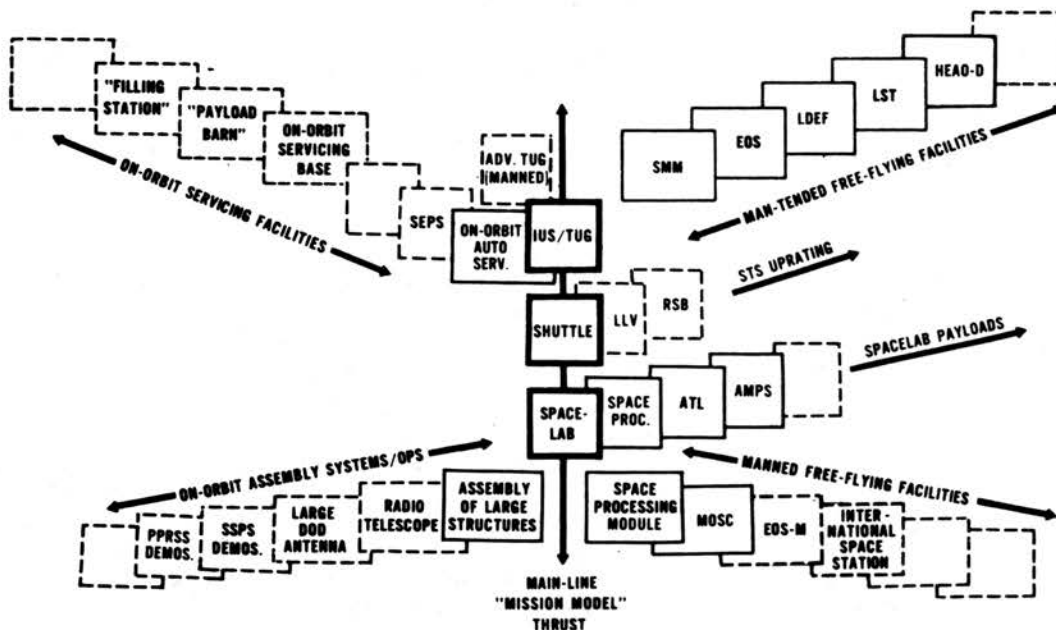 HEAO-D
LST
LDEF
EOS
SMM
MAN-TENDED FREE-FLYING FACILITIES
"FILLING
STATION"
"PAYLOAD
BARN"
ON-ORBIT
SERVICING
BASE
SEPS
ON-ORBIT
AUTO
SERV.
ADV. TUG
(MANNED)
ON-ORBIT SERVICING FACILITIES
IUS/TUG
SHUTTLE
LLV
RSB
STS UPRATING
SPACE-
LAB
SPACE
PROC.
ATL
AMPS
SPACELAB PAYLOADS
ON-ORBIT ASSEMBLY SYSTEMS/OPS
PPRSS
DEMOS.
SSPS
DEMOS.
LARGE
DOD
ANTENNA
RADIO
TELESCOPE
ASSEMBLY
OF LARGE
STRUCTURES
MANNED FREE-FLYING FACILITIES
SPACE
PROCESSING
MODULE
MOSC
EOS-M
INTER-
NATIONAL
SPACE
STATION
MAIN-LINE
"MISSION MODEL"
THRUST